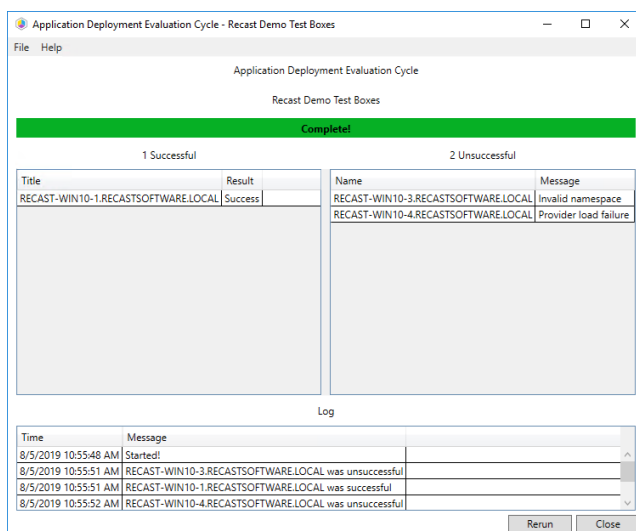 Application Deployment Evaluation Cycle - Recast Demo Test Boxes
File Help
Application Deployment Evaluation Cycle
Recast Demo Test Boxes
Complete!
1 Successful
Title Result
RECAST-WIN10-1.RECASTSOFTWARE.LOCAL Success
2 Unsuccessful
Name Message
RECAST-WIN10-3.RECASTSOFTWARE.LOCAL Invalid namespace
RECAST-WIN10-4.RECASTSOFTWARE.LOCAL Provider load failure
Log
Time Message
8/5/2019 10:55:48 AM Started!
8/5/2019 10:55:51 AM RECAST-WIN10-3.RECASTSOFTWARE.LOCAL was unsuccessful
8/5/2019 10:55:51 AM RECAST-WIN10-1.RECASTSOFTWARE.LOCAL was successful
8/5/2019 10:55:52 AM RECAST-WIN10-4.RECASTSOFTWARE.LOCAL was unsuccessful
Rerun Close